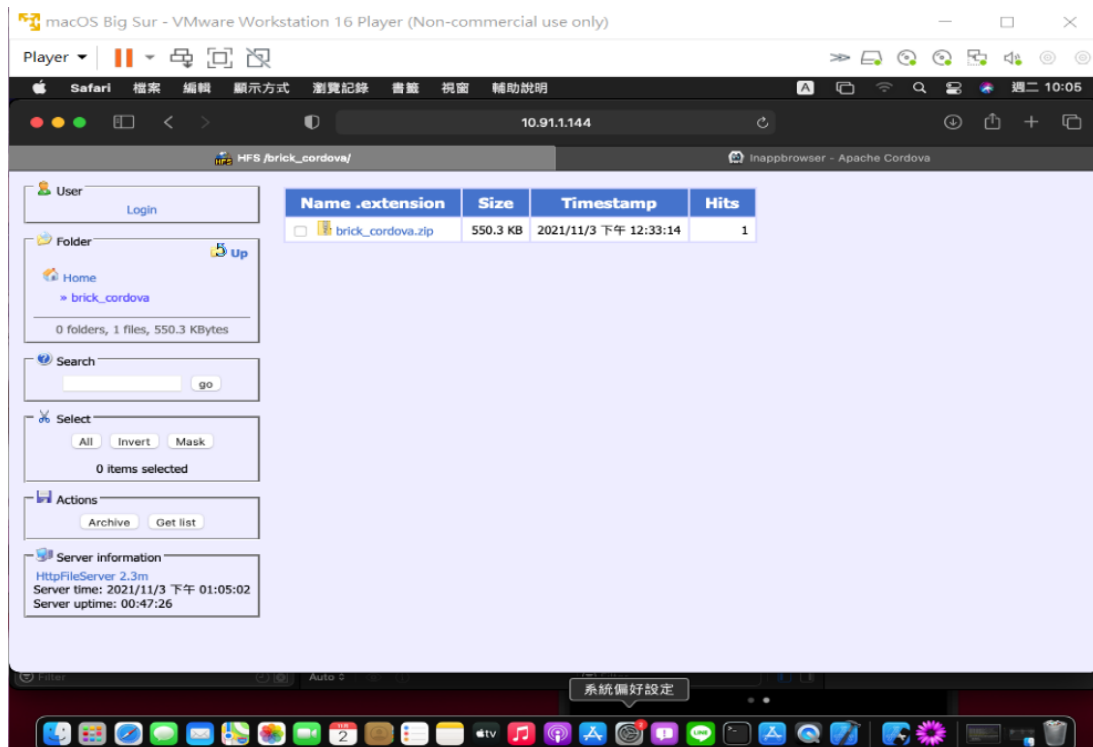 macOS Big Sur - VMware Workstation 16 Player (Non-commercial use only)
Player
Safari 檔案 編輯 顯示方式 瀏覽記錄 書籤 視窗 輔助說明 A 週二 10:05
10.91.1.144
HFS /brick_cordova/ Inappbrowser - Apache Cordova
User
Login
Folder
Up
Home
» brick_cordova
0 folders, 1 files, 550.3 KBytes
Search
go
Select
All Invert Mask
0 items selected
Actions
Archive Get list
Server information
HttpFileServer 2.3m
Server time: 2021/11/3 下午 01:05:02
Server uptime: 00:47:26
Name .extension Size Timestamp Hits
brick_cordova.zip 550.3 KB 2021/11/3 下午 12:33:14 1
Filter Auto Filter
系統偏好設定
2
tv